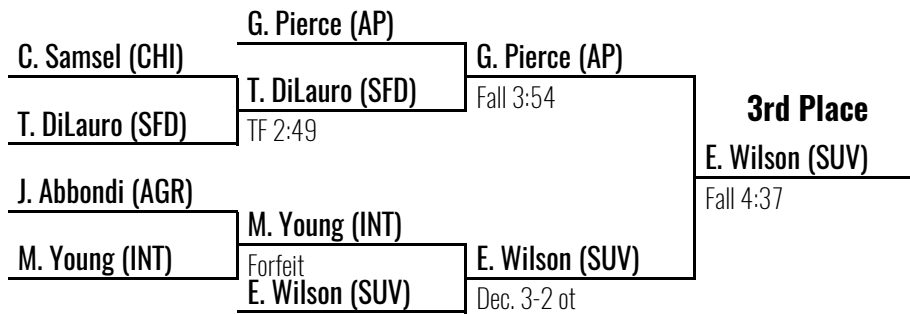 G. Pierce (AP)
C. Samsel (CHI)
G. Pierce (AP)
T. DiLauro (SFD)
Fall 3:54
T. DiLauro (SFD)
TF 2:49
3rd Place
E. Wilson (SUV)
Fall 4:37
J. Abbondi (AGR)
M. Young (INT)
M. Young (INT)
Forfeit
E. Wilson (SUV)
E. Wilson (SUV)
Dec. 3-2 ot